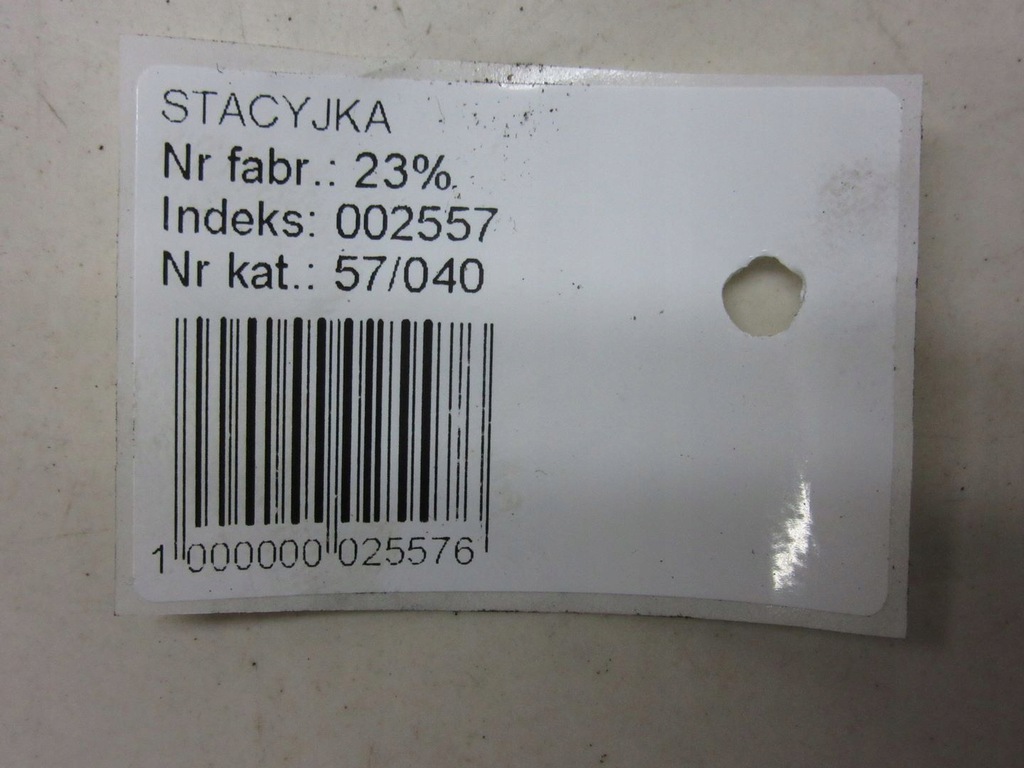 STACYJKA
Nr fabr.: 23%
Indeks: 002557
Nr kat.: 57/040
1 000000 025576